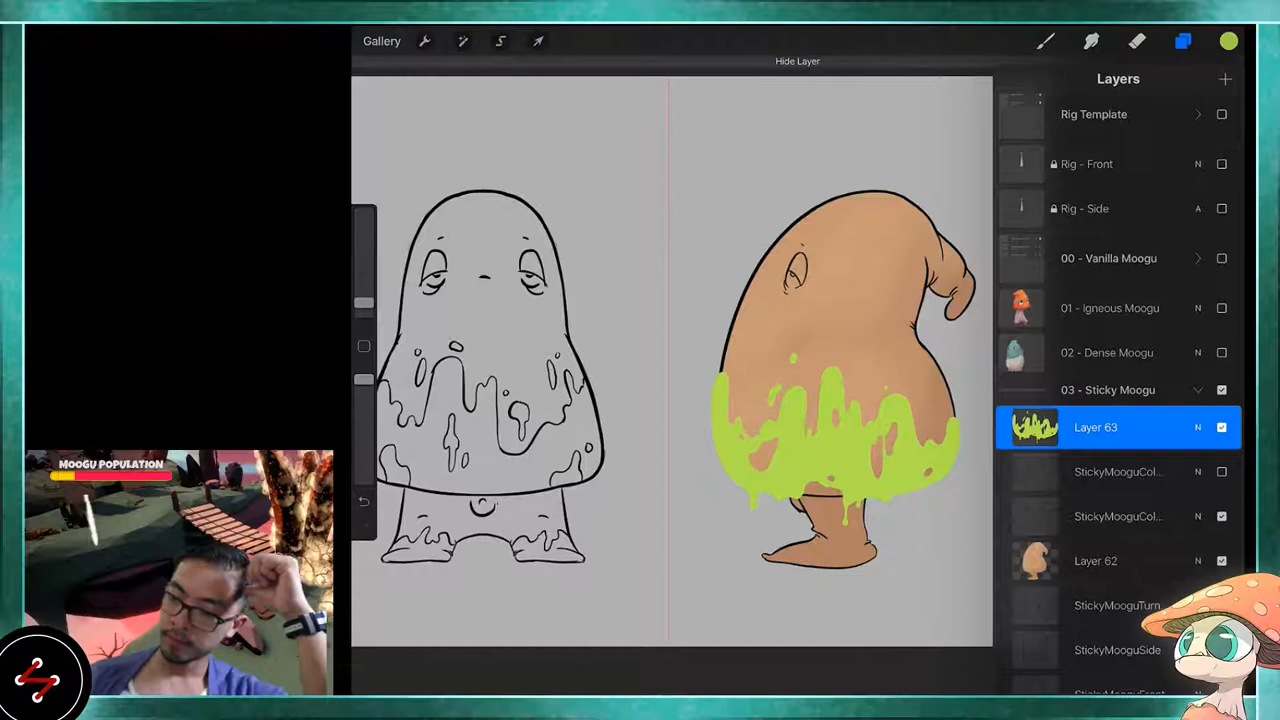 Gallery
Hide Layer
Layers
Rig Template
Rig - Front N
Rig - Side A
00 - Vanilla Moogu
01 - Igneous Moogu N
02 - Dense Moogu N
03 - Sticky Moogu
Layer 63 N
StickyMooguCol... N
StickyMooguCol... N
Layer 62 N
StickyMooguTurn
StickyMooguSide
StickyMooguFront
MOOGU POPULATION